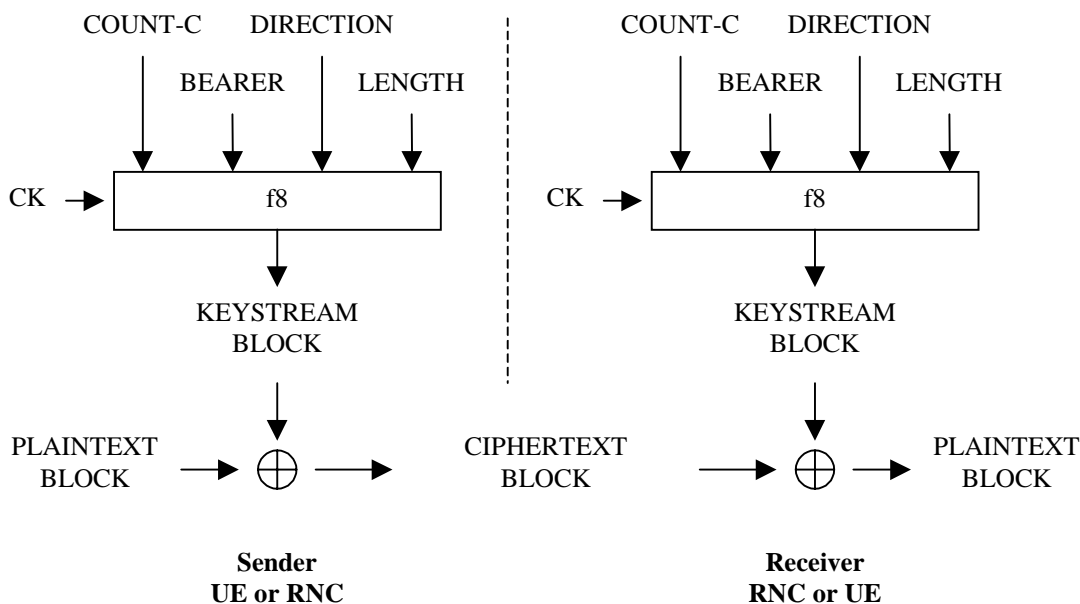 COUNT-C DIRECTION COUNT-C DIRECTION
BEARER LENGTH BEARER LENGTH
CK f8 CK f8
KEYSTREAM KEYSTREAM
BLOCK BLOCK
PLAINTEXT CIPHERTEXT PLAINTEXT
BLOCK BLOCK BLOCK
Sender Receiver
UE or RNC RNC or UE